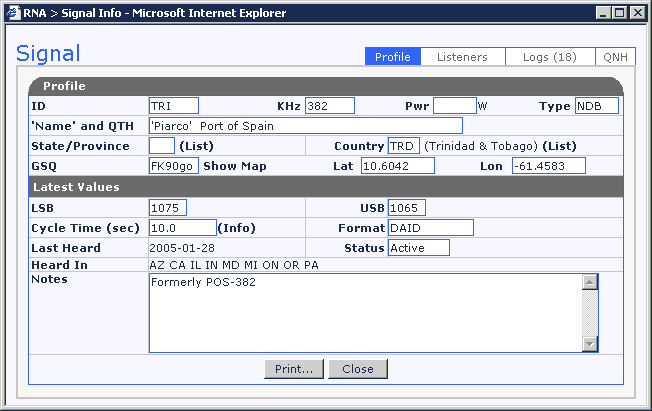 RNA > Signal Info - Microsoft Internet Explorer
Signal
Profile Listeners Logs (18) QNH
Profile
ID TRI KHz 382 Pwr W Type NDB
'Name' and QTH 'Piarco' Port of Spain
State/Province (List) Country TRD (Trinidad & Tobago) (List)
GSQ FK90go Show Map Lat 10.6042 Lon -61.4583
Latest Values
LSB 1075 USB 1065
Cycle Time (sec) 10.0 (Info) Format DAID
Last Heard 2005-01-28 Status Active
Heard In AZ CA IL IN MD MI ON OR PA
Notes Formerly POS-382
Print... Close